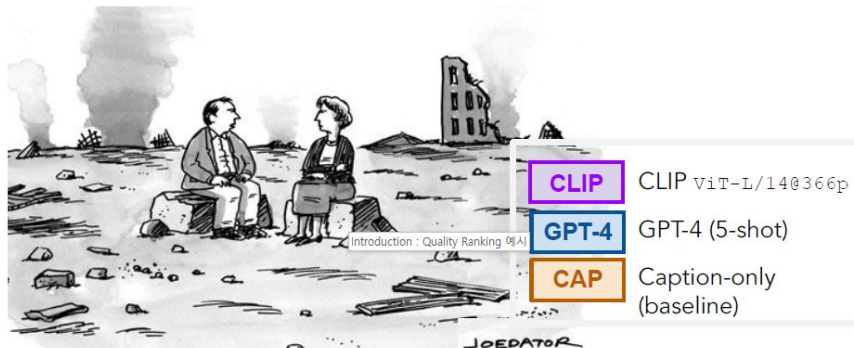 CLIP CLIP ViT-L/14@366p
Introduction : Quality Ranking 예시
GPT-4 GPT-4 (5-shot)
CAP Caption-only
(baseline)
JOEDATOR